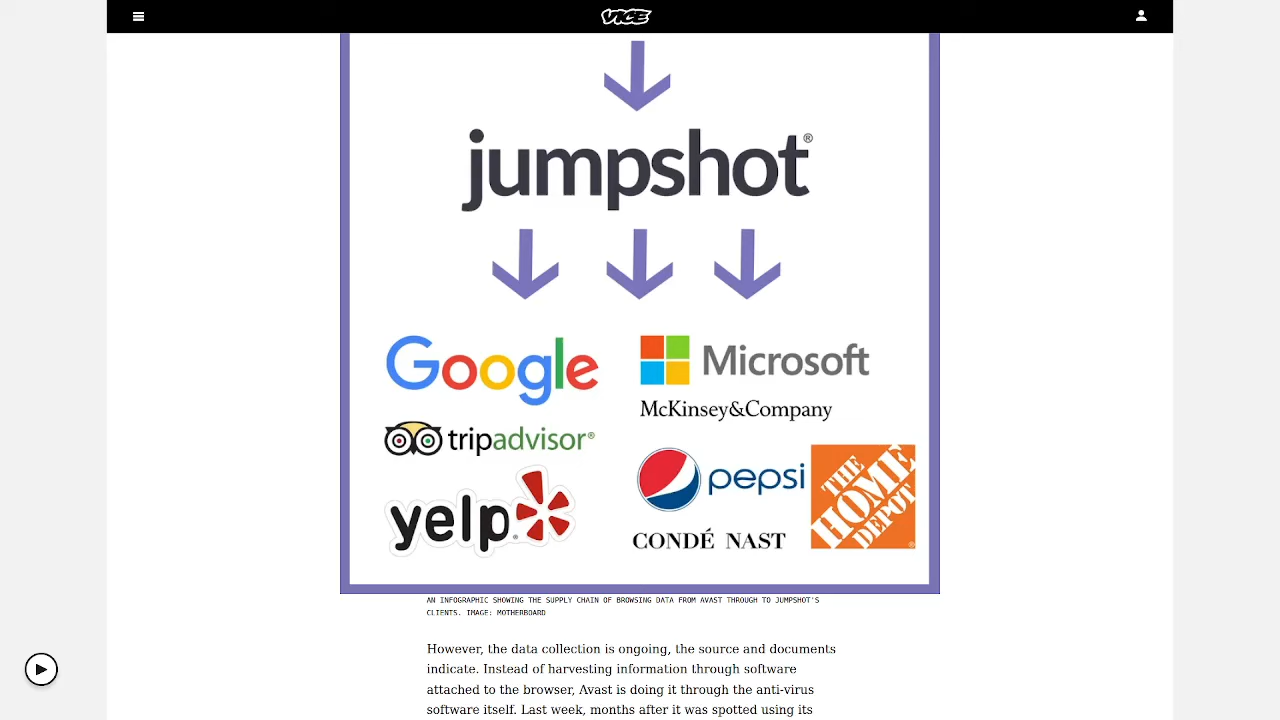 VICE
jumpshot®
Google
Microsoft
McKinsey&Company
tripadvisor®
pepsi
THE HOME DEPOT
yelp
CONDÉ NAST
AN INFOGRAPHIC SHOWING THE SUPPLY CHAIN OF BROWSING DATA FROM AVAST THROUGH TO JUMPSHOT'S
CLIENTS. IMAGE: MOTHERBOARD
However, the data collection is ongoing, the source and documents
indicate. Instead of harvesting information through software
attached to the browser, Avast is doing it through the anti-virus
software itself. Last week, months after it was spotted using its